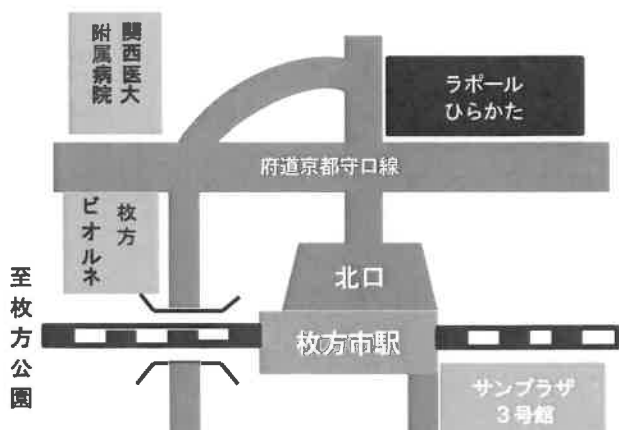 関西医大
附属病院
ラポール
ひらかた
府道京都守口線
枚方
ビオルネ
北口
至枚方公園
枚方市駅
サンプラザ
3号館